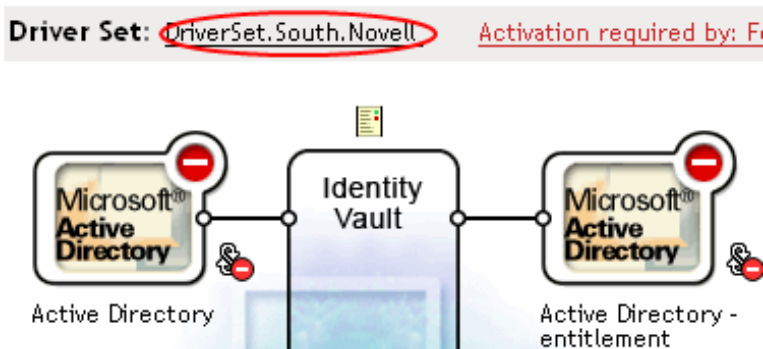 Driver Set: DriverSet.South.Novell Activation required by: Fe
Identity
Vault
Microsoft®
Active
Directory
Microsoft®
Active
Directory
Active Directory
Active Directory -
entitlement